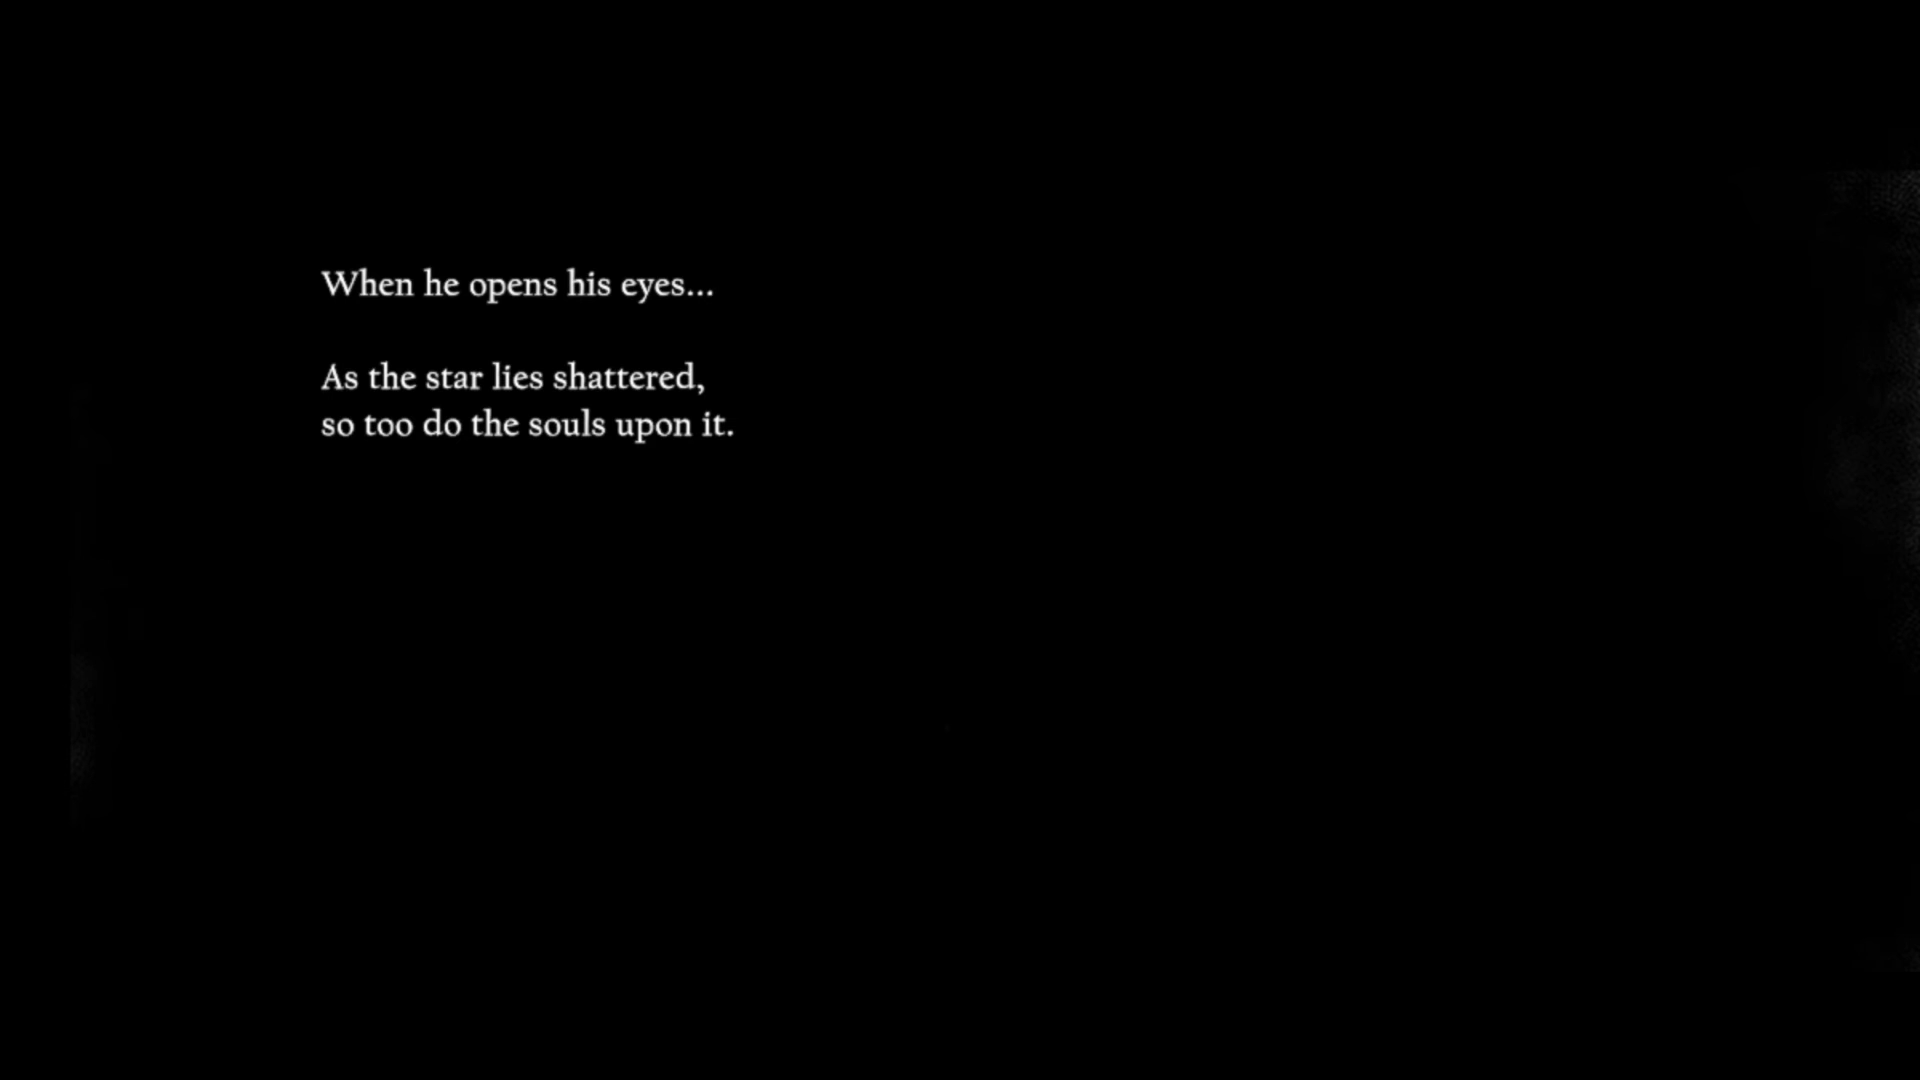 When he opens his eyes...
As the star lies shattered,
so too do the souls upon it.